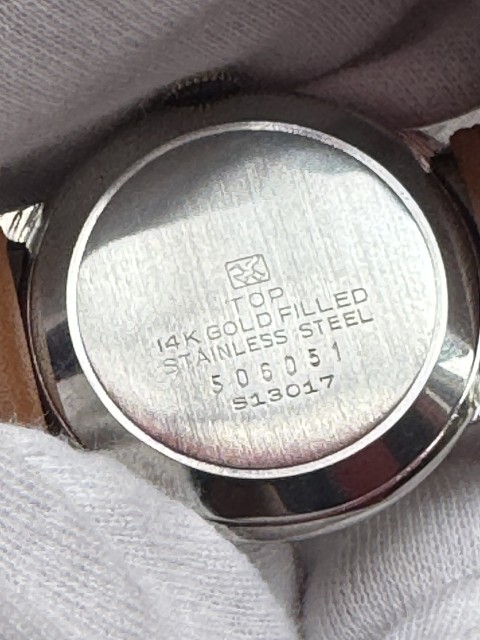 TOP
14K GOLD FILLED
STAINLESS STEEL
506051
S13017